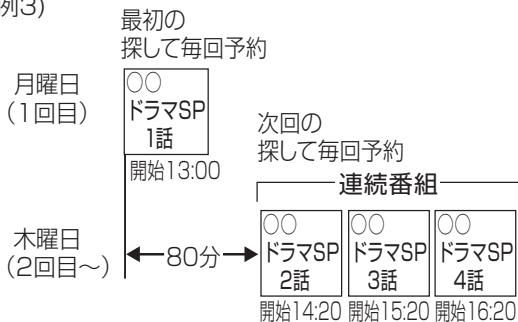 例3)
最初の
探して毎回予約
月曜日
(1回目)
○○
ドラマSP
1話
開始13:00
次回の
探して毎回予約
連続番組
木曜日
(2回目～)
80分
○○
ドラマSP
2話
開始14:20
○○
ドラマSP
3話
開始15:20
○○
ドラマSP
4話
開始16:20